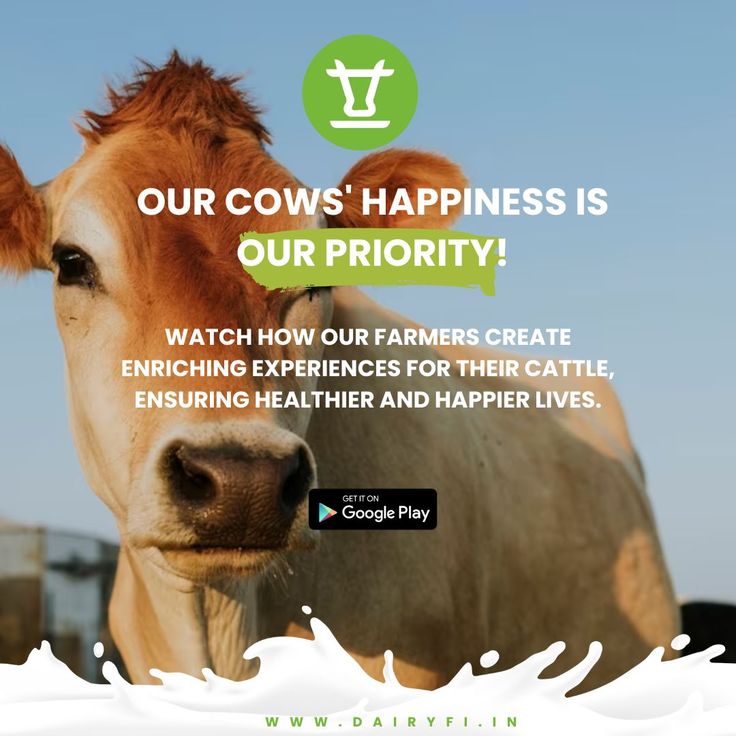 OUR COWS' HAPPINESS IS
OUR PRIORITY!
WATCH HOW OUR FARMERS CREATE
ENRICHING EXPERIENCES FOR THEIR CATTLE,
ENSURING HEALTHIER AND HAPPIER LIVES.
GET IT ON
Google Play
WWW.DAIRYFI.IN